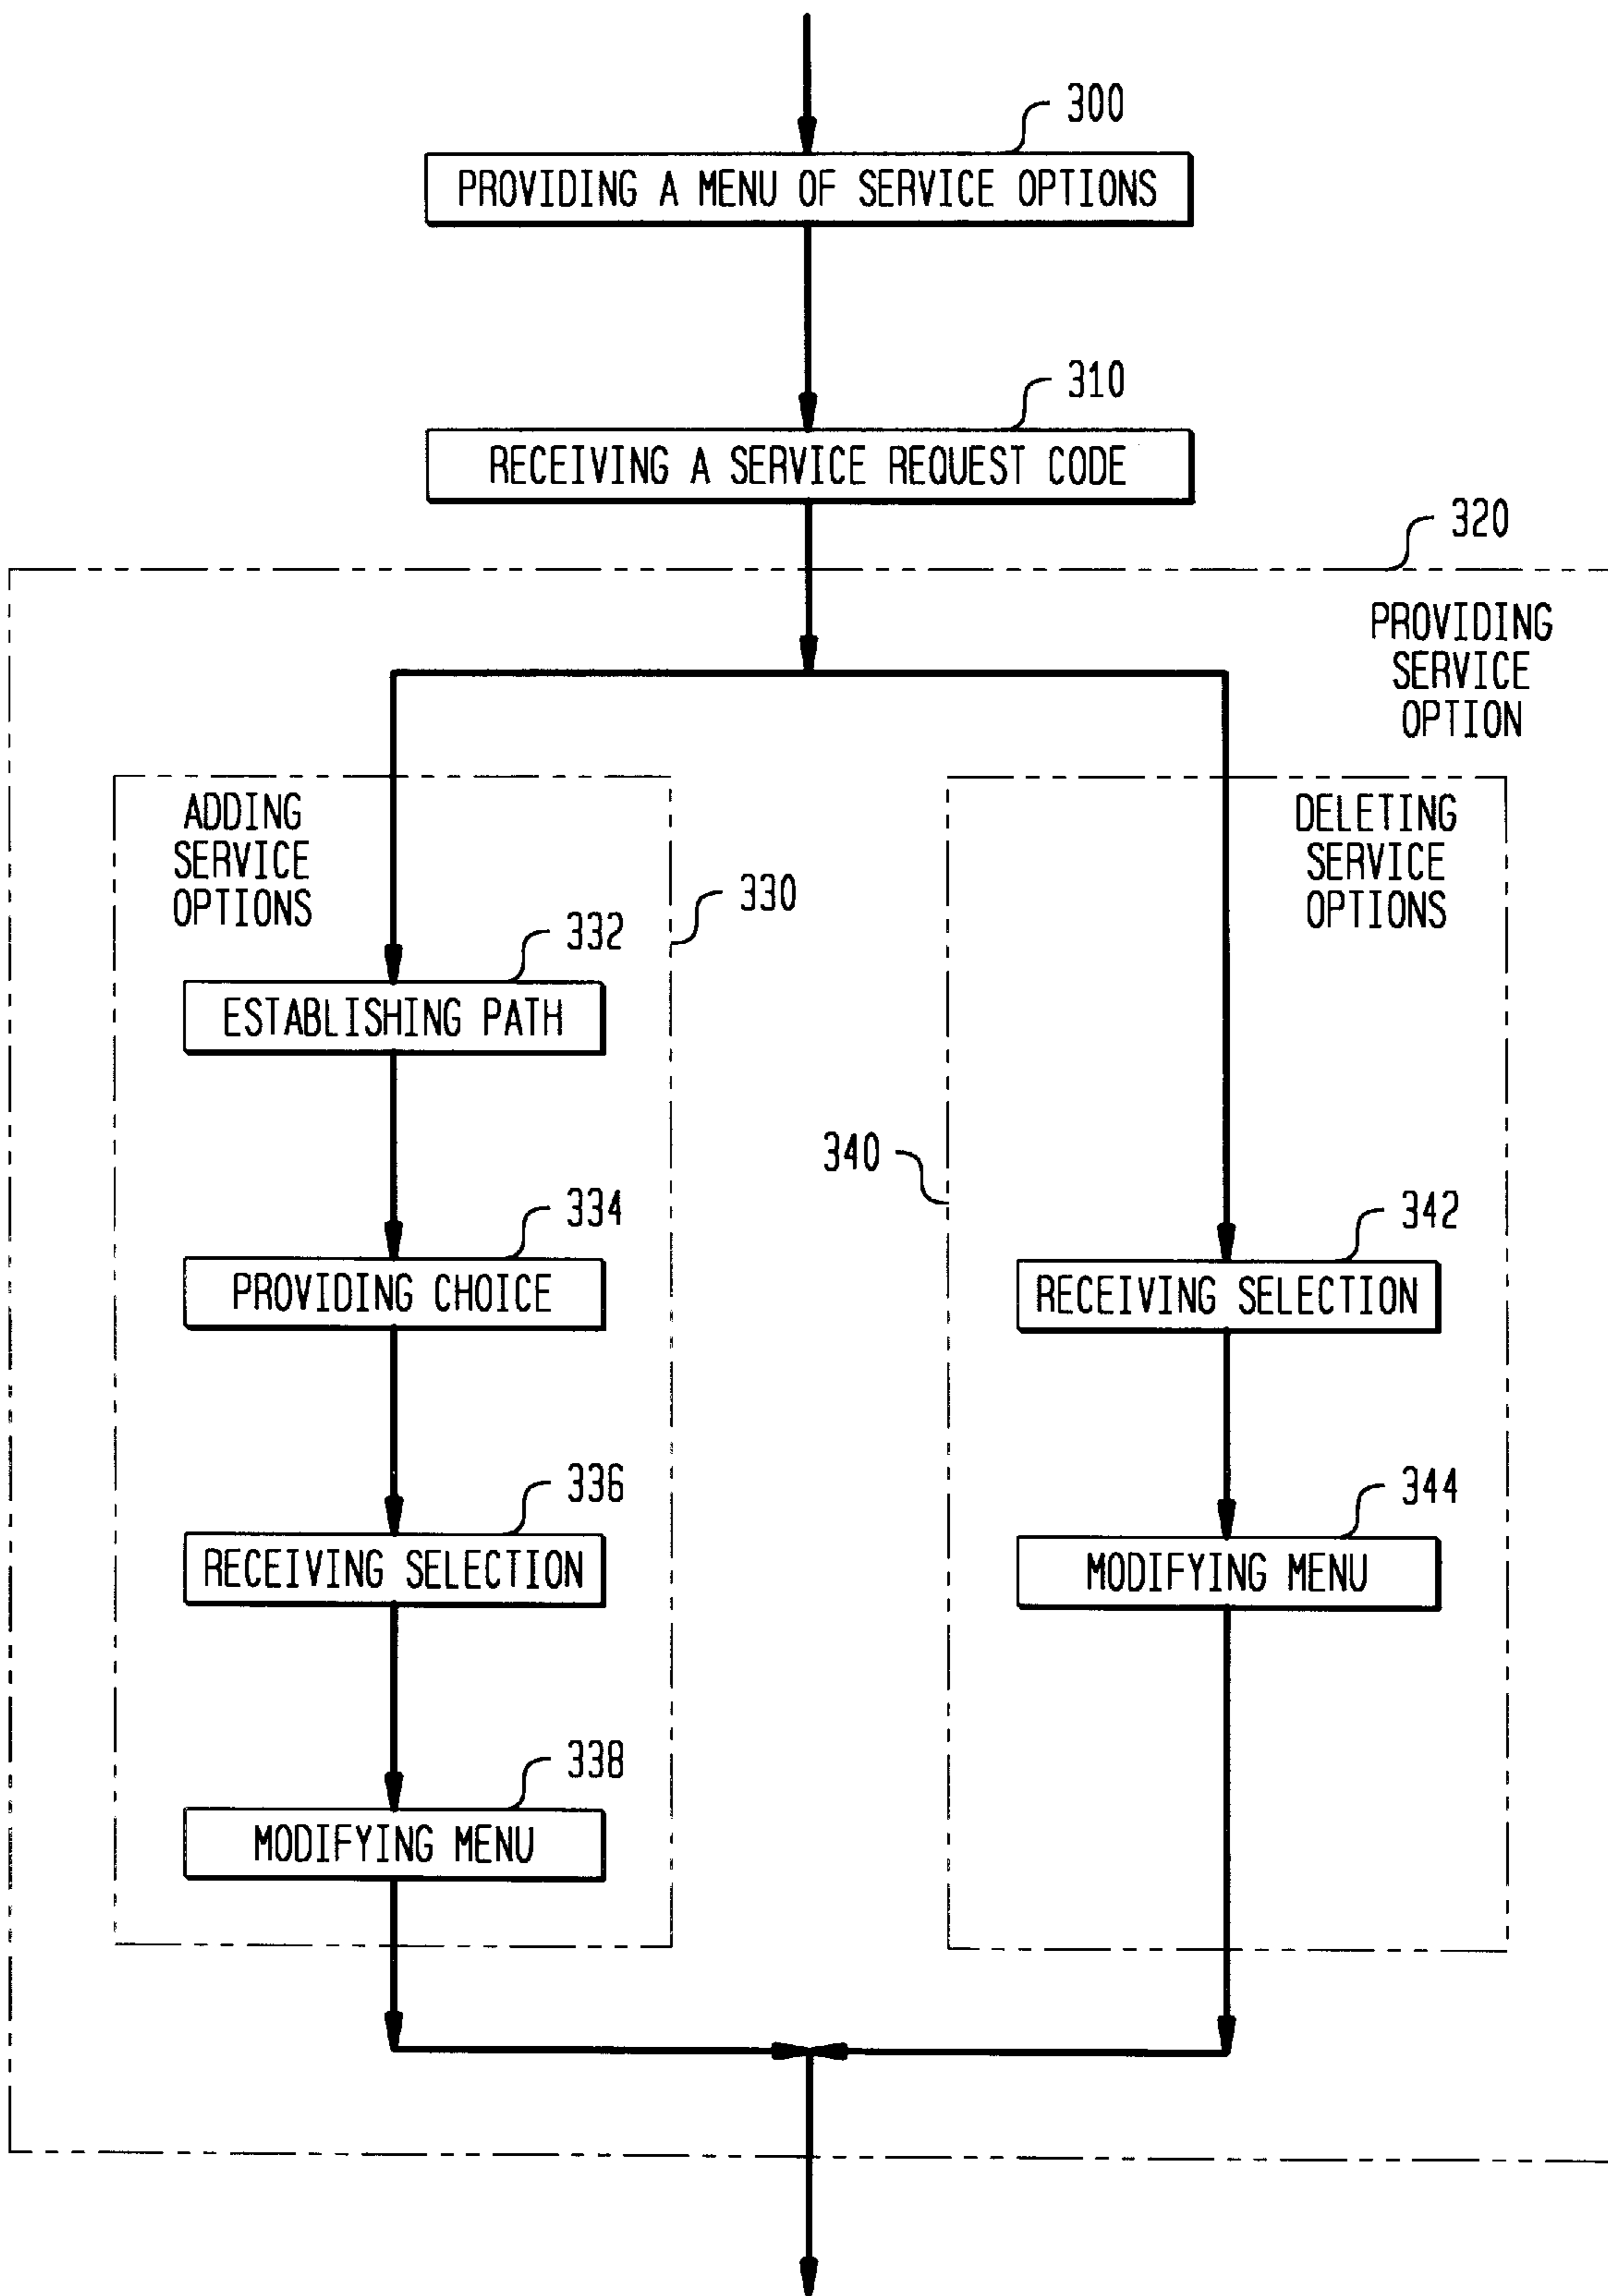 300
PROVIDING A MENU OF SERVICE OPTIONS
310
RECEIVING A SERVICE REQUEST CODE
320
PROVIDING
SERVICE
OPTION
ADDING
SERVICE
OPTIONS
330
332
ESTABLISHING PATH
334
PROVIDING CHOICE
336
RECEIVING SELECTION
338
MODIFYING MENU
DELETING
SERVICE
OPTIONS
340
342
RECEIVING SELECTION
344
MODIFYING MENU